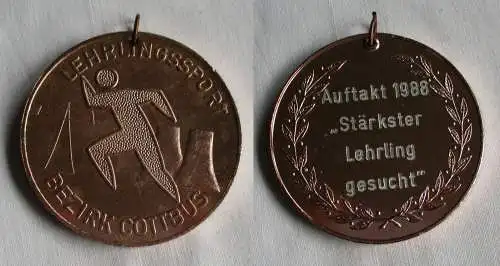 LEHRLINGSSPORT
BEZIRK COTTBUS
Auftakt 1988
„Stärkster
Lehrling
gesucht"